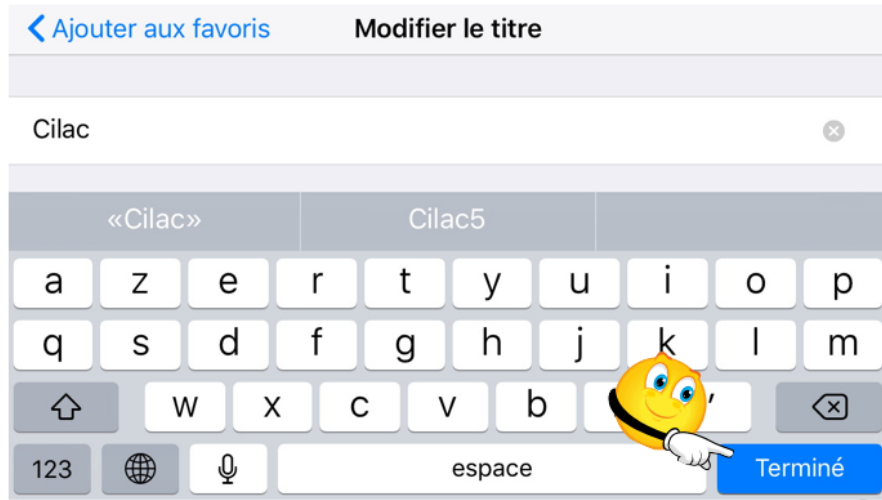 Ajouter aux favoris Modifier le titre
Cilac
«Cilac» Cilac5
a z e r t y u i o p
q s d f g h j k l m
w x c v b '
123 espace Terminé